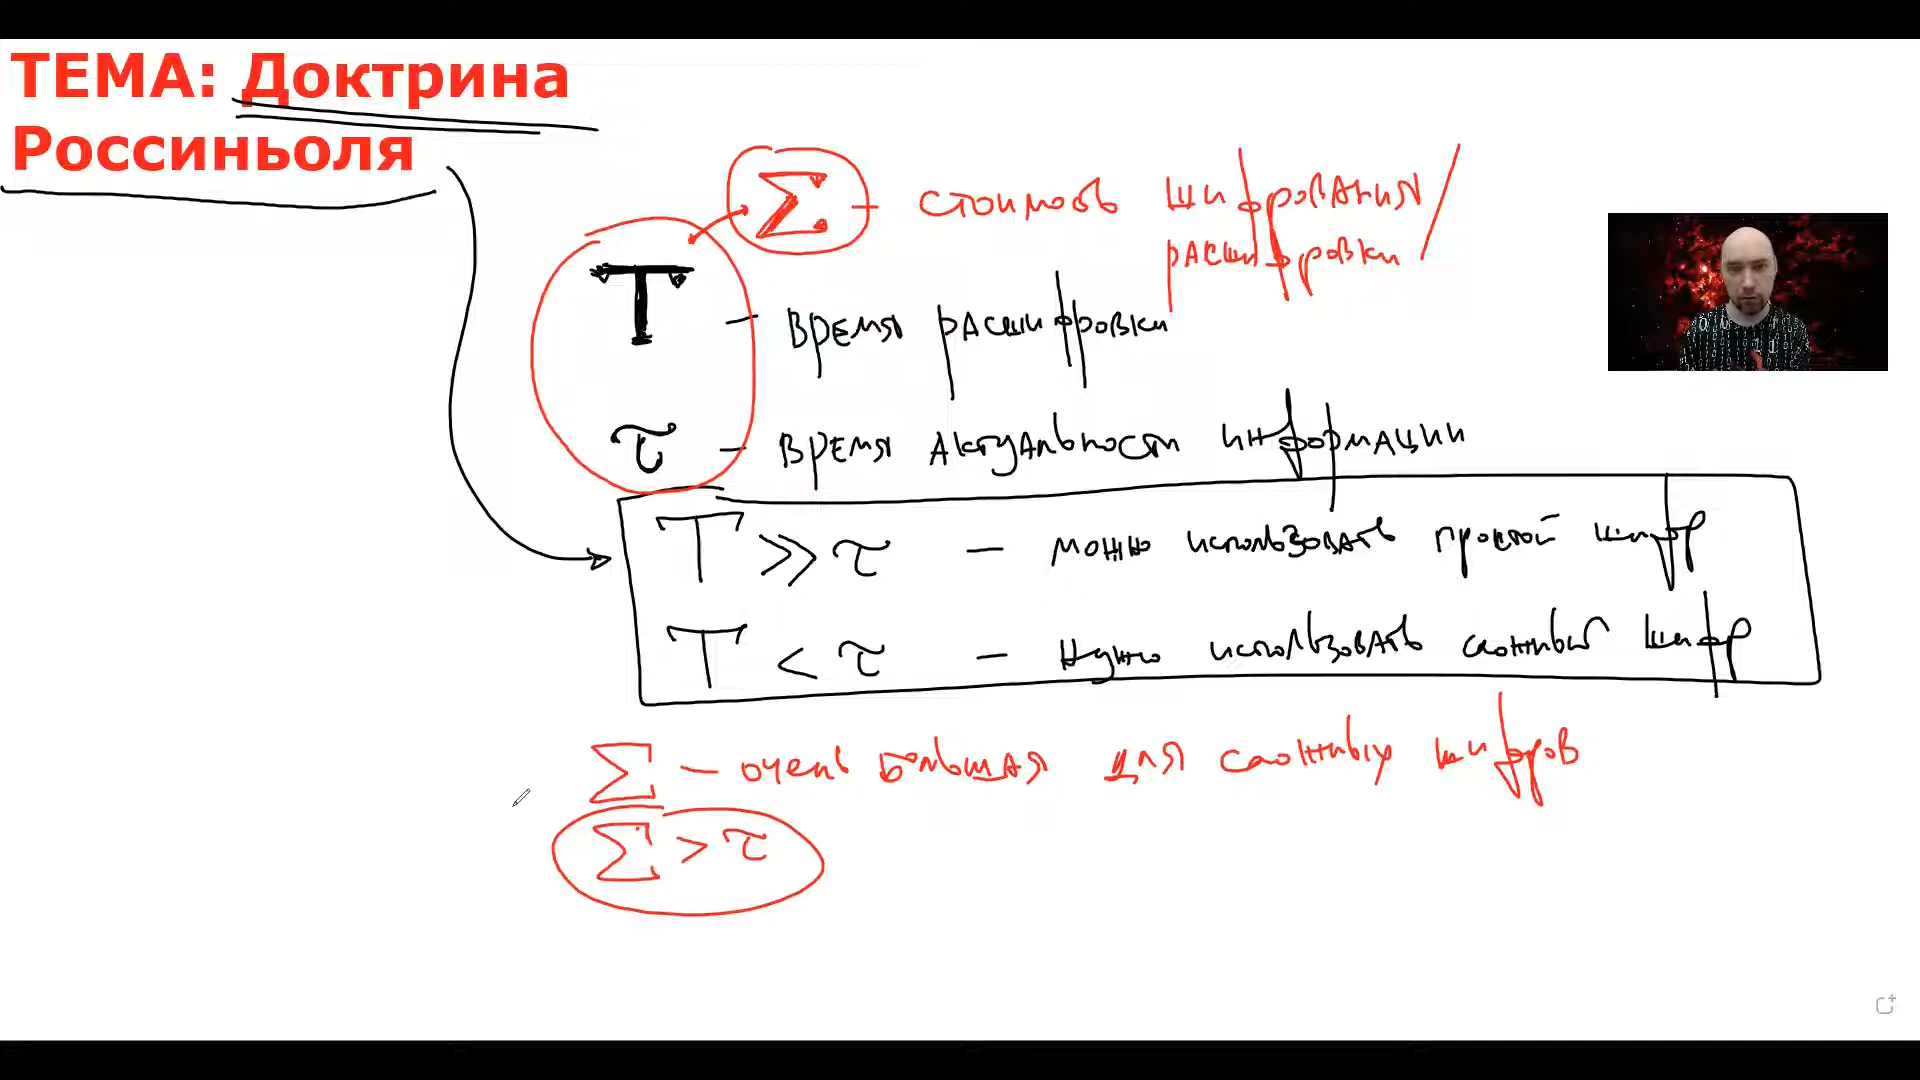 ТЕМА: Доктрина
Россиньоля
Σ – стоимость шифрования/
расшифровки
T – время расшифровки
τ – время актуальности информации
T ≫ τ – можно использовать простой шифр
T < τ – нужно использовать сложный шифр
Σ – очень большая для сложных шифров
Σ > τ